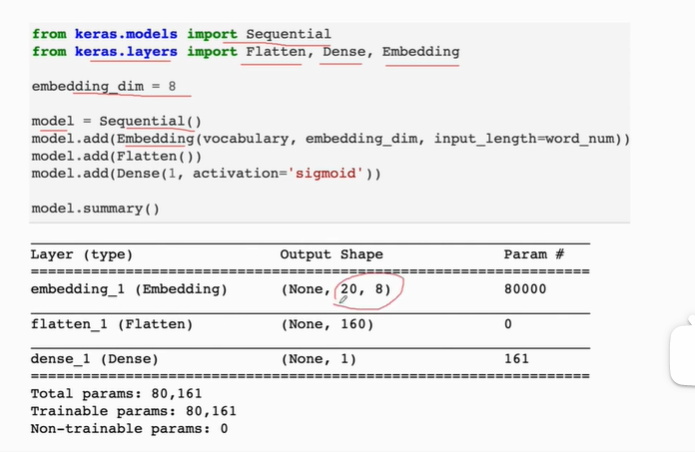 from keras.models import Sequential
from keras.layers import Flatten, Dense, Embedding
embedding_dim = 8
model = Sequential()
model.add(Embedding(vocabulary, embedding_dim, input_length=word_num))
model.add(Flatten())
model.add(Dense(1, activation='sigmoid'))
model.summary()
Layer (type) Output Shape Param #
embedding_1 (Embedding) (None, 20, 8) 80000
flatten_1 (Flatten) (None, 160) 0
dense_1 (Dense) (None, 1) 161
Total params: 80,161
Trainable params: 80,161
Non-trainable params: 0